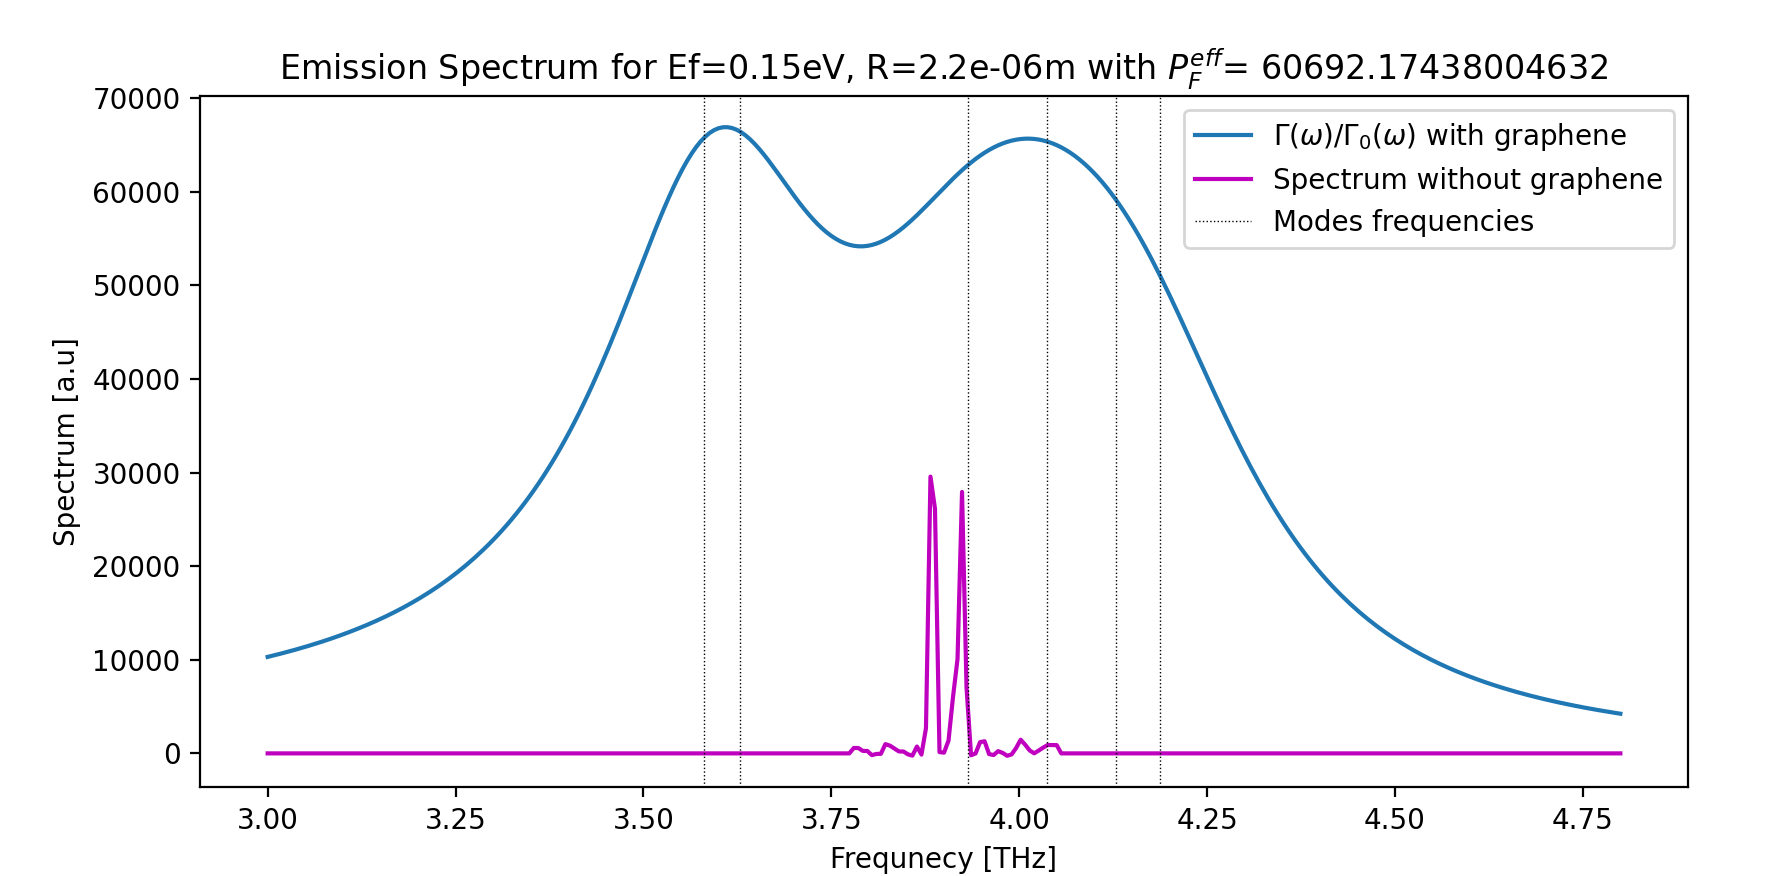 Emission Spectrum for Ef=0.15eV, R=2.2e-06m with P_F^{eff}= 60692.17438004632
70000
60000
50000
40000
30000
20000
10000
0
Spectrum [a.u]
Γ(ω)/Γ₀(ω) with graphene
Spectrum without graphene
Modes frequencies
3.00 3.25 3.50 3.75 4.00 4.25 4.50 4.75
Frequnecy [THz]